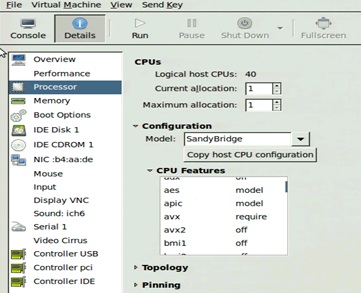 File Virtual Machine View Send Key
Console Details Run Pause Shut Down Fullscreen
Overview
Performance
Processor
Memory
Boot Options
IDE Disk 1
IDE CDROM 1
NIC :b4:aa:de
Mouse
Input
Display VNC
Sound: ich6
Serial 1
Video Cirrus
Controller USB
Controller pci
Controller IDE
CPUs
Logical host CPUs: 40
Current allocation: 1
Maximum allocation: 1
Configuration
Model: SandyBridge
Copy host CPU configuration
CPU Features
aes model
apic model
avx require
avx2 off
bmi1 off
Topology
Pinning